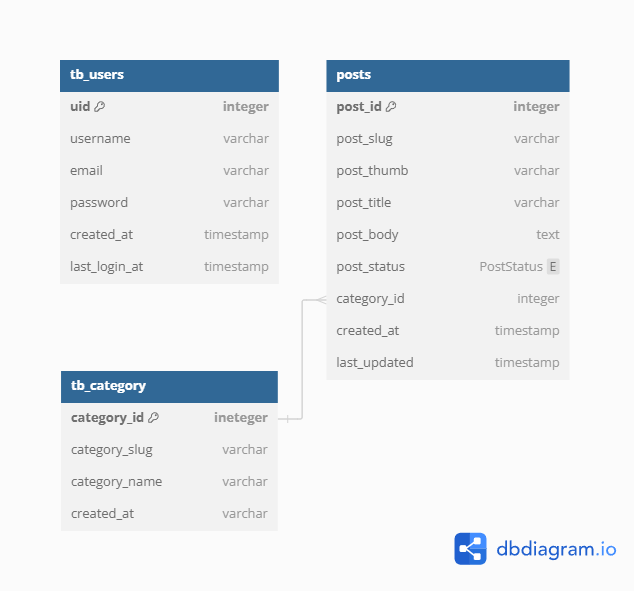 tb_users
uid integer
username varchar
email varchar
password varchar
created_at timestamp
last_login_at timestamp
posts
post_id integer
post_slug varchar
post_thumb varchar
post_title varchar
post_body text
post_status PostStatus E
category_id integer
created_at timestamp
last_updated timestamp
tb_category
category_id ineteger
category_slug varchar
category_name varchar
created_at varchar
dbdiagram.io